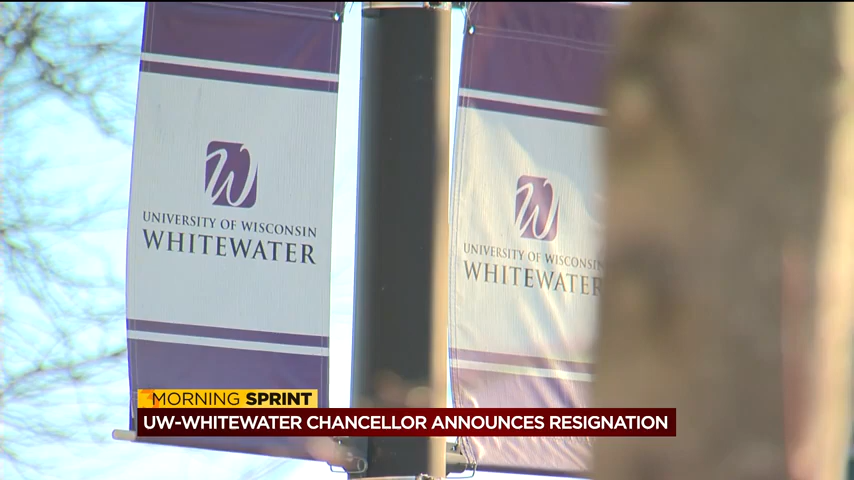 W
UNIVERSITY OF WISCONSIN
WHITEWATER
W
UNIVERSITY OF WISCONSIN
WHITEWATER
MORNING SPRINT
UW-WHITEWATER CHANCELLOR ANNOUNCES RESIGNATION